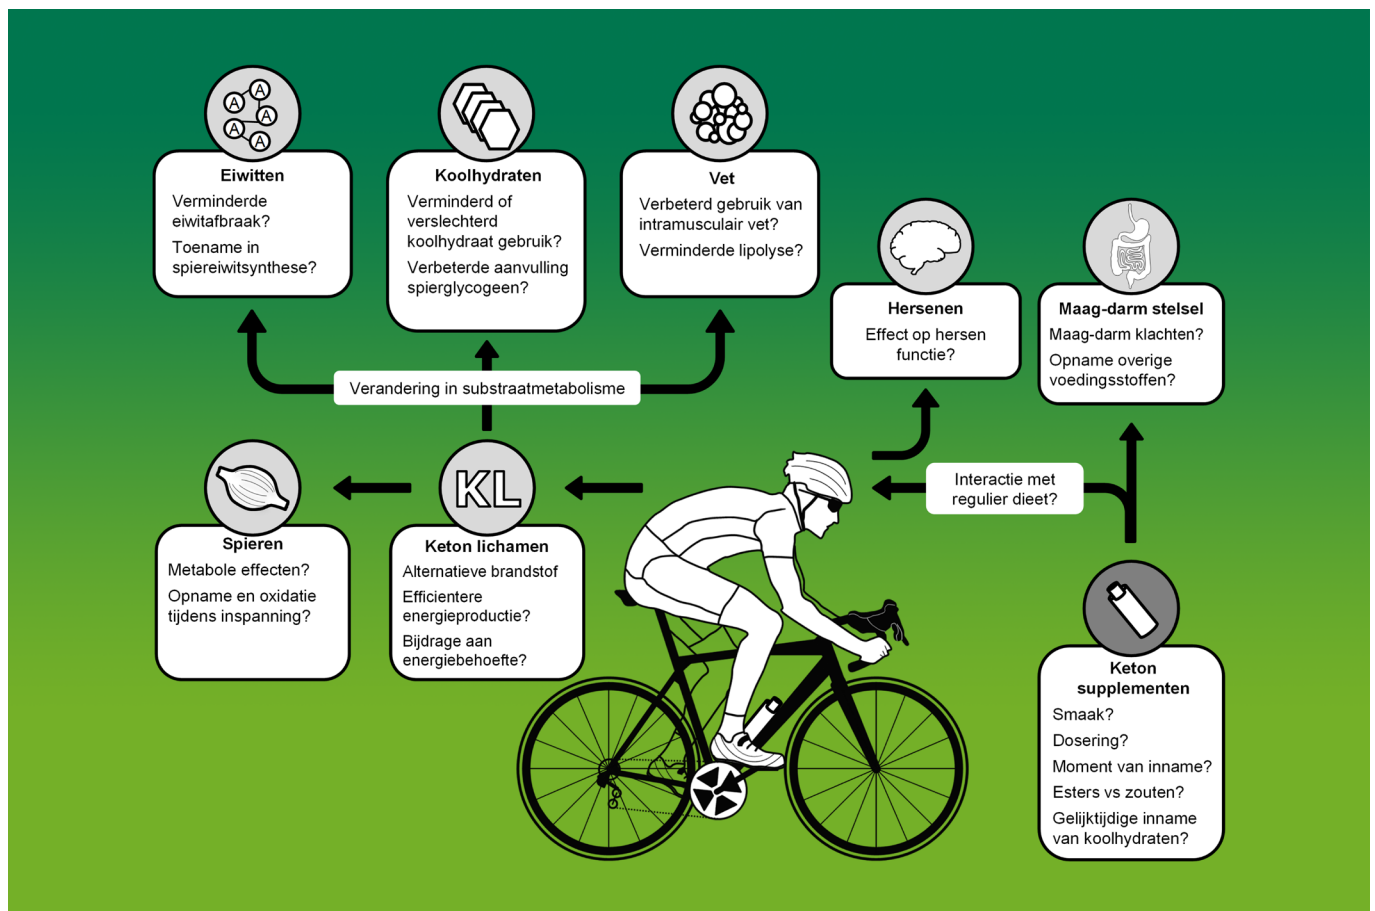 A
A
A
A
A
Eiwitten
Verminderde
eiwitafbraak?
Toename in
spiereiwitsynthese?
Koolhydraten
Verminderd of
verslechterd
koolhydraat gebruik?
Verbeterde aanvulling
spierglycogeen?
Vet
Verbeterd gebruik van
intramusculair vet?
Verminderde lipolyse?
Hersenen
Effect op hersen
functie?
Maag-darm stelsel
Maag-darm klachten?
Opname overige
voedingsstoffen?
Verandering in substraatmetabolisme
Spieren
Metabole effecten?
Opname en oxidatie
tijdens inspanning?
KL
Keton lichamen
Alternatieve brandstof
Efficientere
energieproductie?
Bijdrage aan
energiebehoefte?
Interactie met
regulier dieet?
Keton
supplementen
Smaak?
Dosering?
Moment van inname?
Esters vs zouten?
Gelijktijdige inname
van koolhydraten?